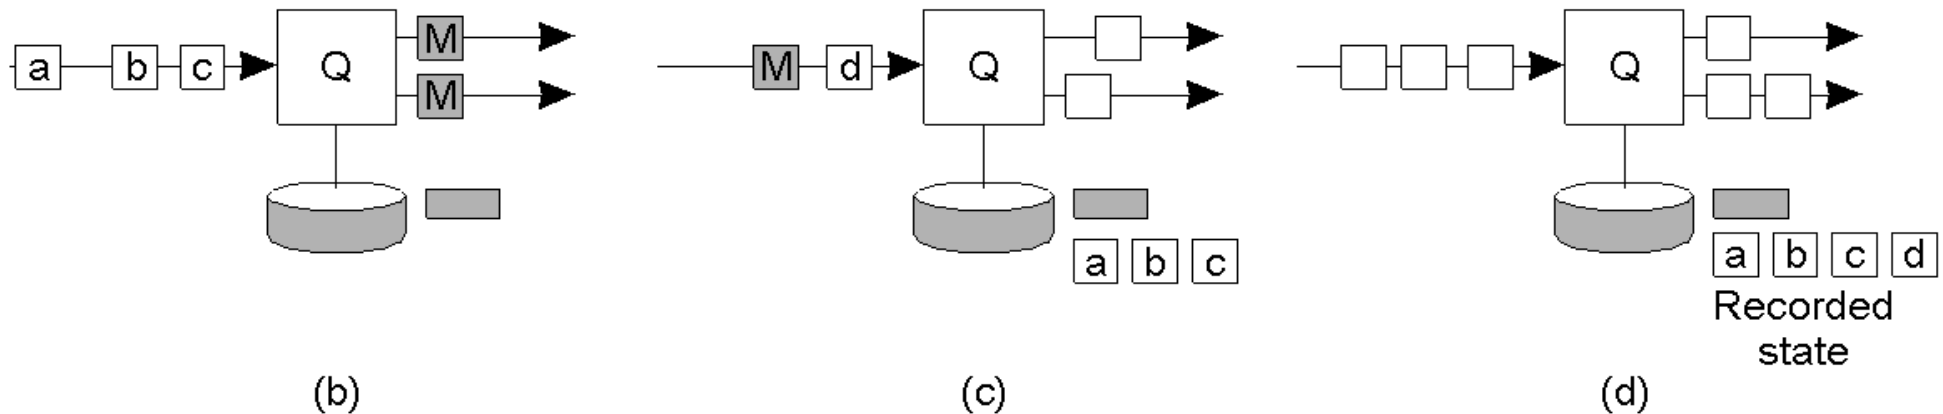 a b c Q M
M
(b)
M d Q
a b c
(c)
Q
a b c d
Recorded
state
(d)